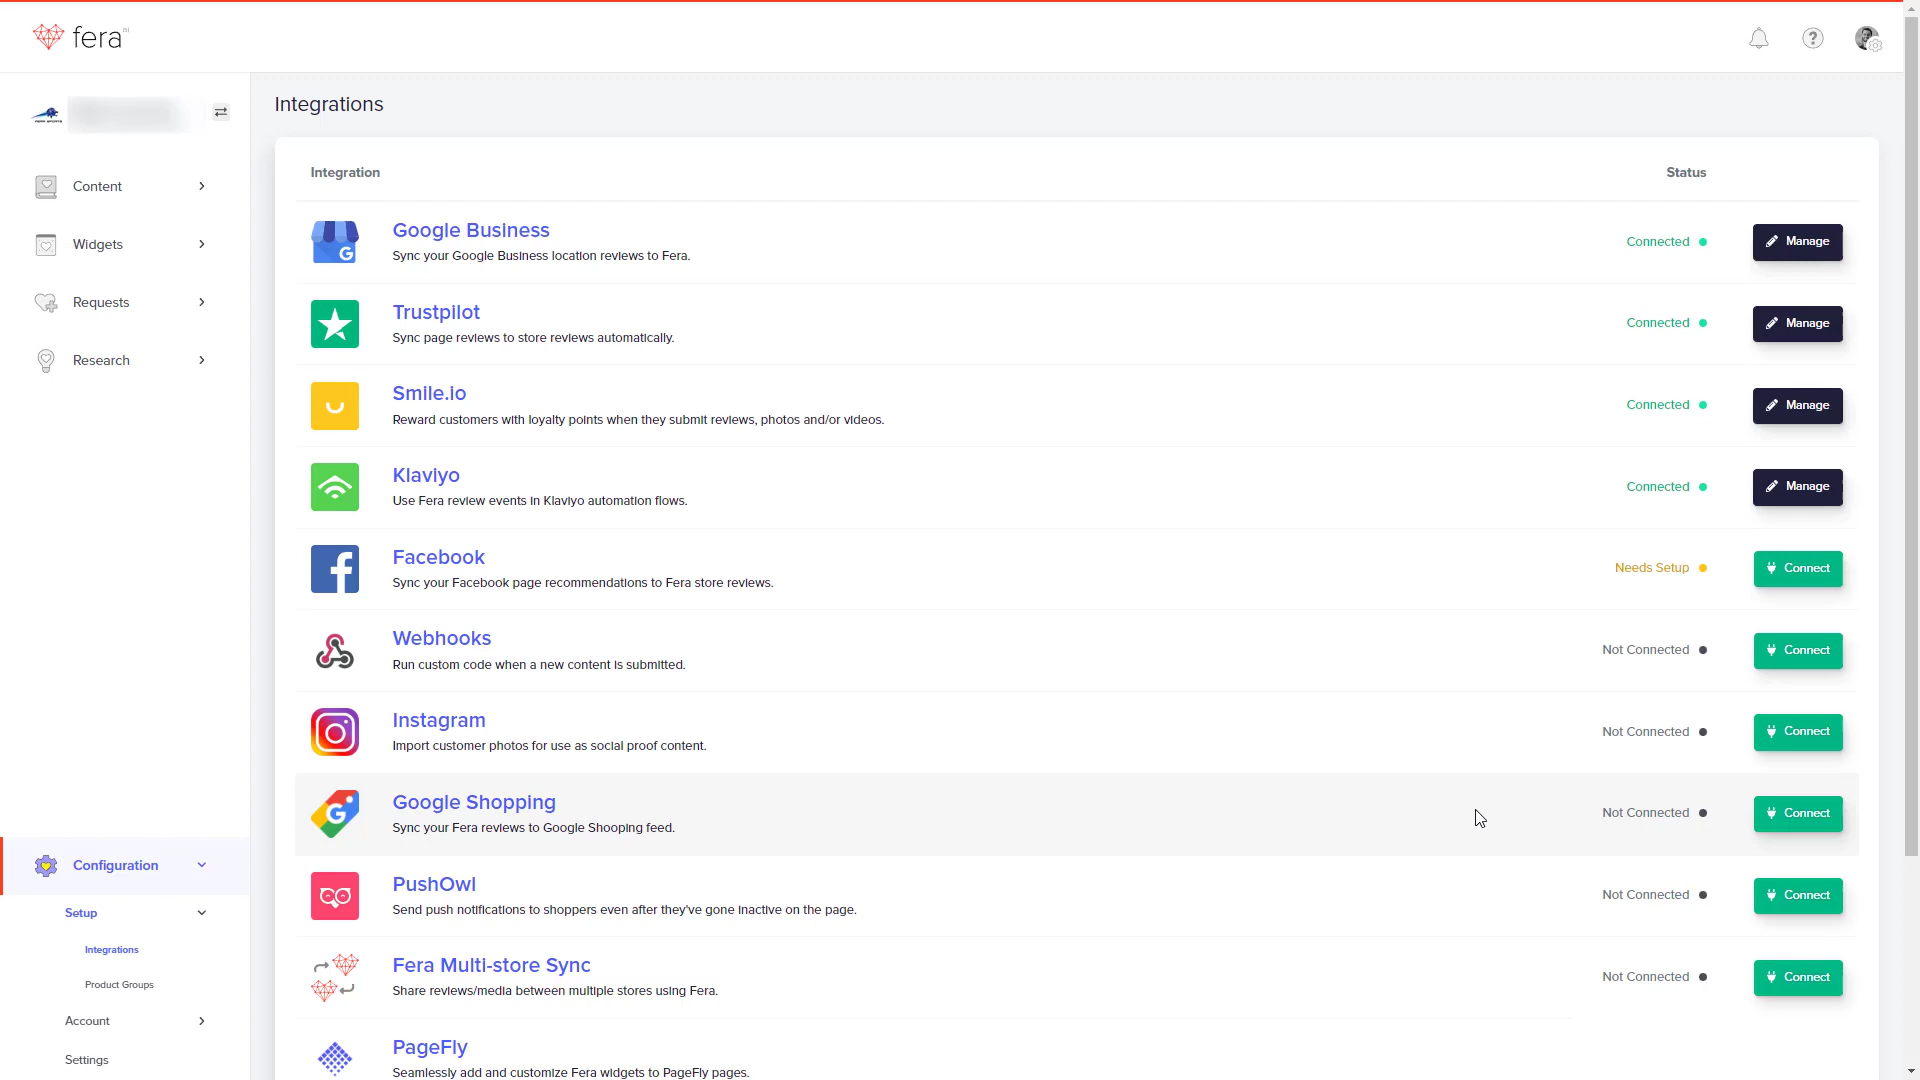 fera
Integrations
Content
Widgets
Requests
Research
Configuration
Setup
Integrations
Product Groups
Account
Settings
Integration Status
Google Business
Sync your Google Business location reviews to Fera.
Connected Manage
Trustpilot
Sync page reviews to store reviews automatically.
Connected Manage
Smile.io
Reward customers with loyalty points when they submit reviews, photos and/or videos.
Connected Manage
Klaviyo
Use Fera review events in Klaviyo automation flows.
Connected Manage
Facebook
Sync your Facebook page recommendations to Fera store reviews.
Needs Setup Connect
Webhooks
Run custom code when a new content is submitted.
Not Connected Connect
Instagram
Import customer photos for use as social proof content.
Not Connected Connect
Google Shopping
Sync your Fera reviews to Google Shooping feed.
Not Connected Connect
PushOwl
Send push notifications to shoppers even after they've gone inactive on the page.
Not Connected Connect
Fera Multi-store Sync
Share reviews/media between multiple stores using Fera.
Not Connected Connect
PageFly
Seamlessly add and customize Fera widgets to PageFly pages.